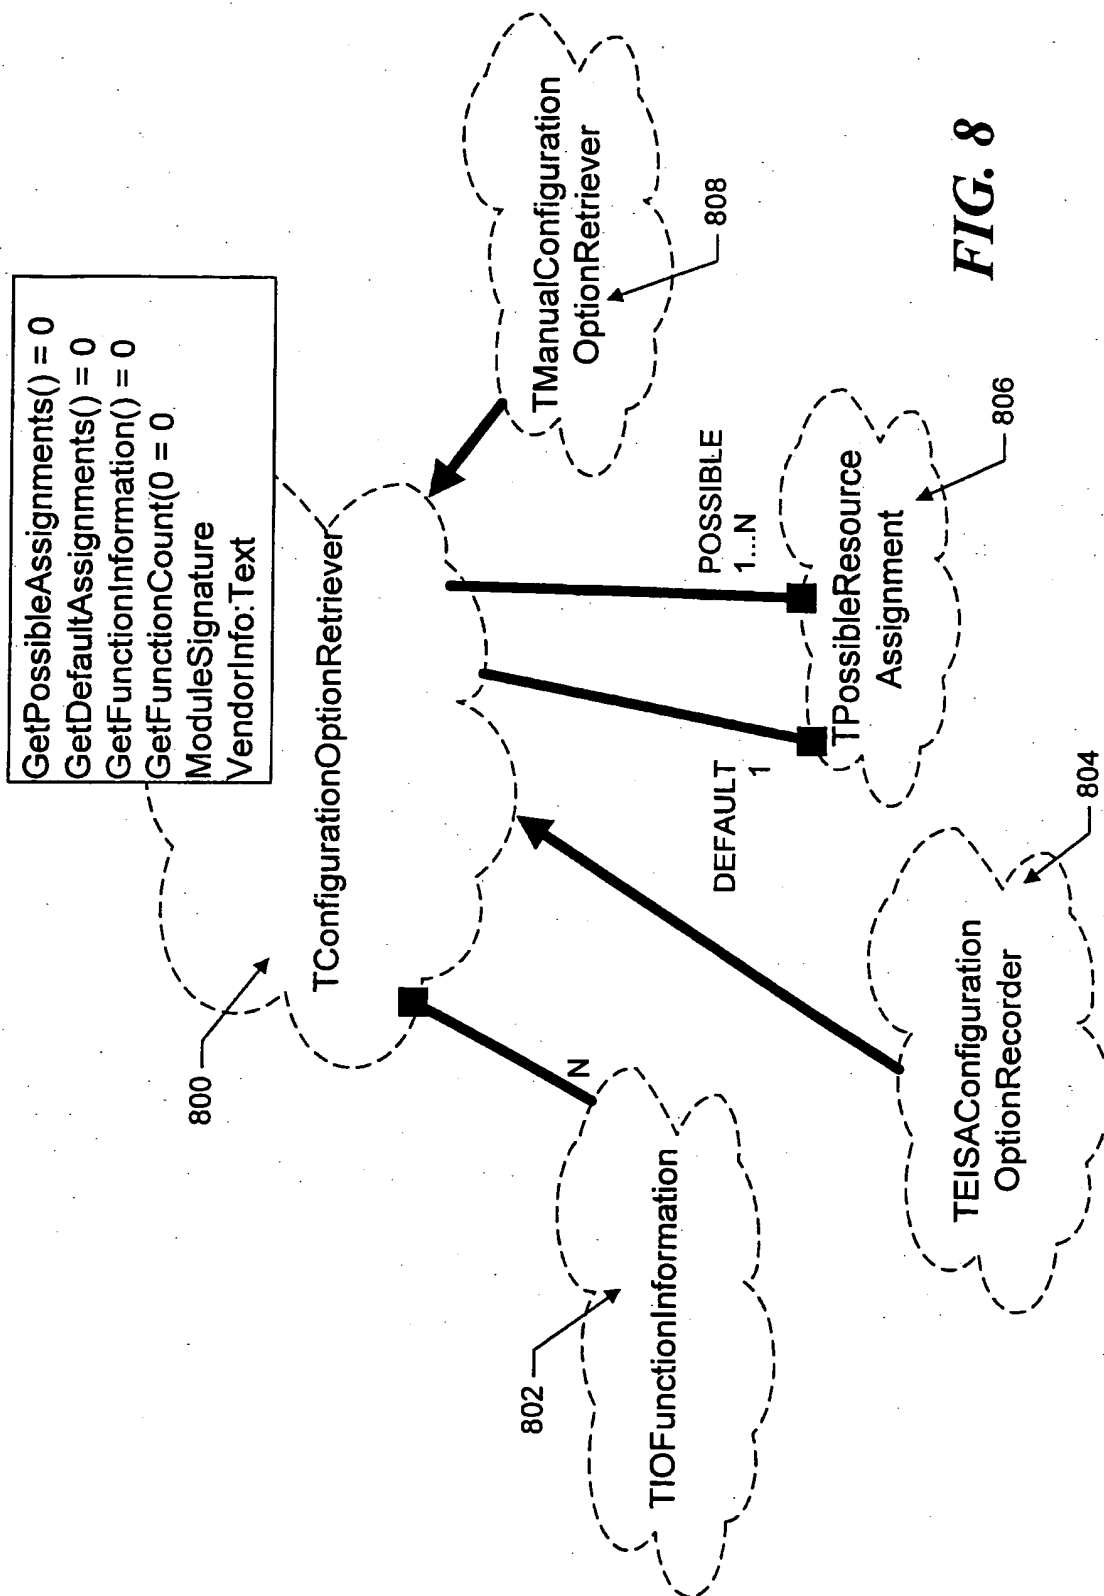 GetPossibleAssignments() = 0
GetDefaultAssignments() = 0
GetFunctionInformation() = 0
GetFunctionCount(0 = 0
ModuleSignature
VendorInfo:Text
800
TConfigurationOptionRetriever
802
TIOFunctionInformation
N
DEFAULT
1
POSSIBLE
1...N
TManualConfiguration
OptionRetriever
808
TPossibleResource
Assignment
806
TEISAConfiguration
OptionRecorder
804
FIG. 8